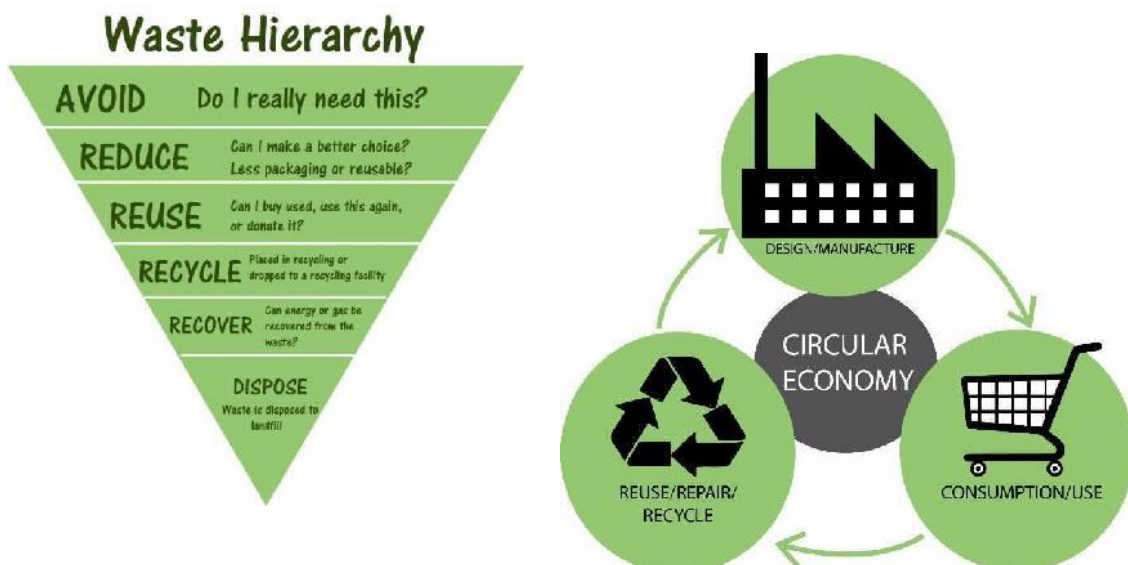 Waste Hierarchy
AVOID Do I really need this?
REDUCE Can I make a better choice?
Less packaging or reusable?
REUSE Can I buy used, use this again,
or donate it?
RECYCLE Placed in recycling or
dropped to a recycling facility
RECOVER Can energy or gas be
recovered from the
waste?
DISPOSE
Waste is disposed to
landfill
DESIGN/MANUFACTURE
CIRCULAR
ECONOMY
REUSE/REPAIR/
RECYCLE
CONSUMPTION/USE